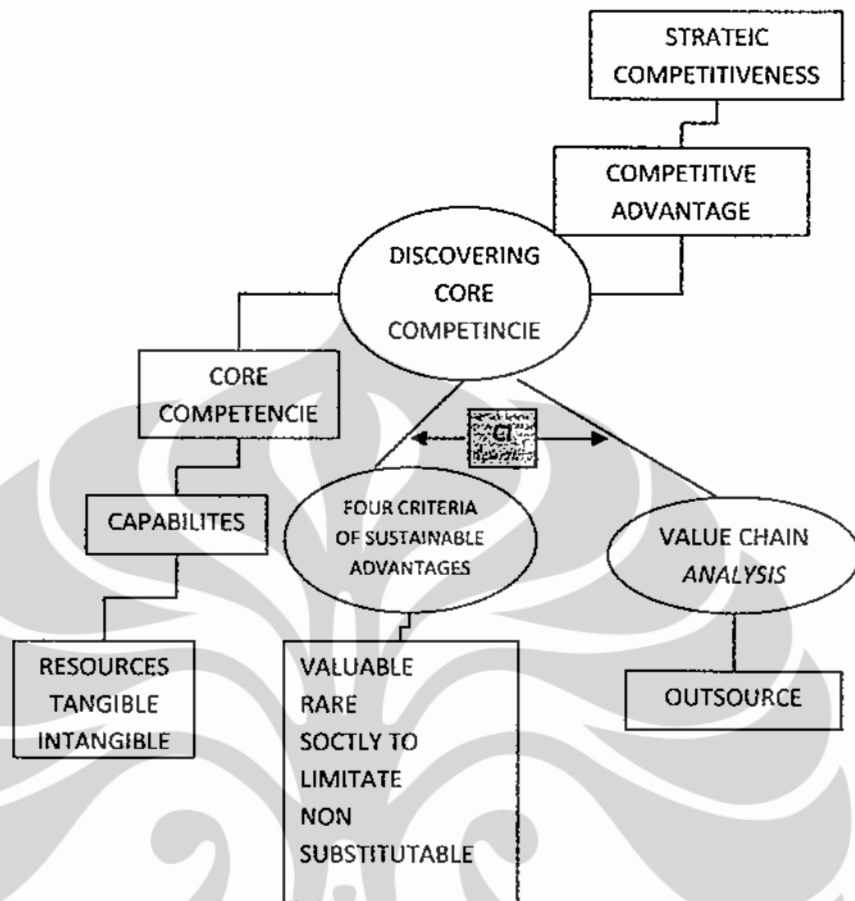 STRATEIC
COMPETITIVENESS
COMPETITIVE
ADVANTAGE
DISCOVERING
CORE
COMPETINCIE
CORE
COMPETENCIE
CI
CAPABILITES
FOUR CRITERIA
OF SUSTAINABLE
ADVANTAGES
VALUE CHAIN
ANALYSIS
RESOURCES
TANGIBLE
INTANGIBLE
VALUABLE
RARE
SOCTLY TO
LIMITATE
NON
SUBSTITUTABLE
OUTSOURCE